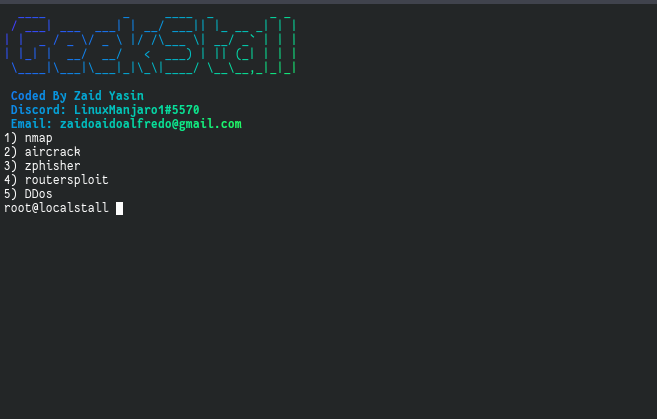 GeekStall
Coded By Zaid Yasin
Discord: LinuxManjaro1#5570
Email: zaidoaidoalfredo@gmail.com
1) nmap
2) aircrack
3) zphisher
4) routersploit
5) DDos
root@localstall